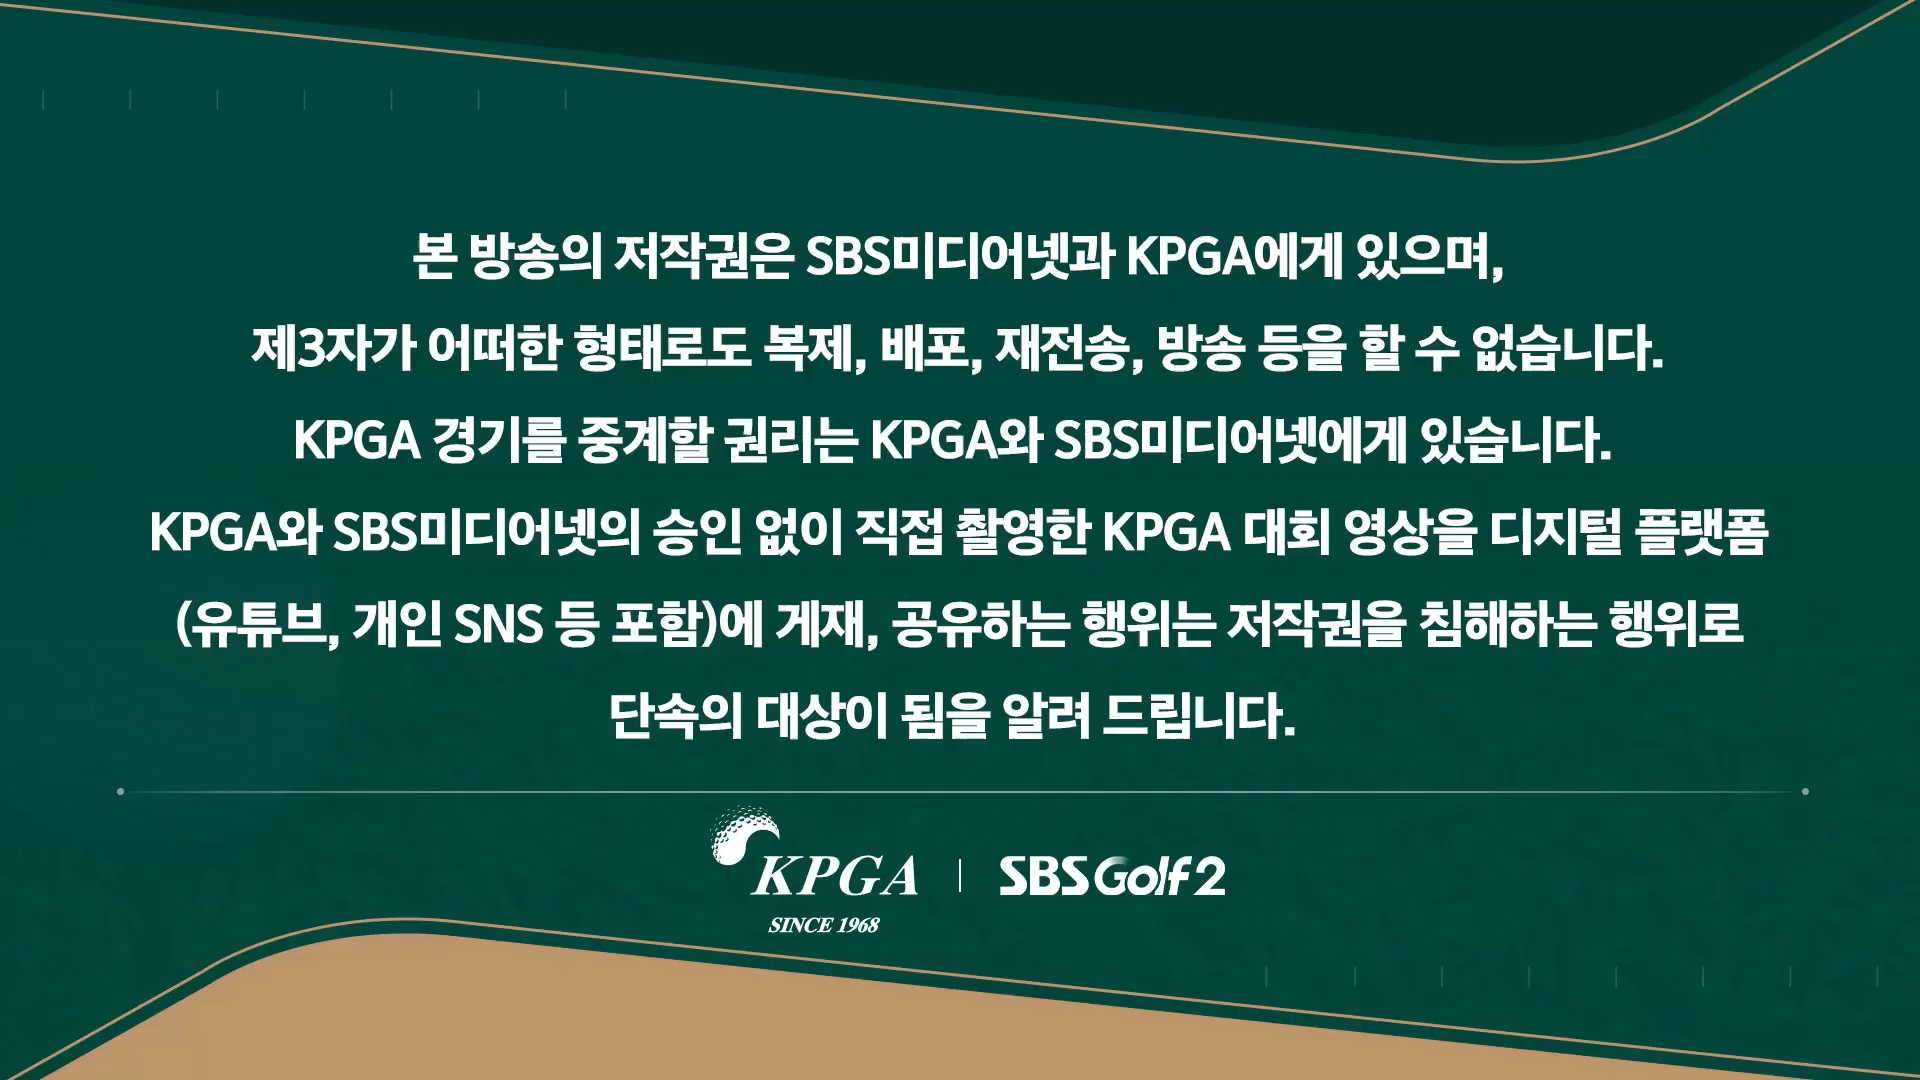 본 방송의 저작권은 SBS미디어넷과 KPGA에게 있으며,
제3자가 어떠한 형태로도 복제, 배포, 재전송, 방송 등을 할 수 없습니다.
KPGA 경기를 중계할 권리는 KPGA와 SBS미디어넷에게 있습니다.
KPGA와 SBS미디어넷의 승인 없이 직접 촬영한 KPGA 대회 영상을 디지털 플랫폼
(유튜브, 개인 SNS 등 포함)에 게재, 공유하는 행위는 저작권을 침해하는 행위로
단속의 대상이 됨을 알려 드립니다.
KPGA | SBS Golf 2
SINCE 1968